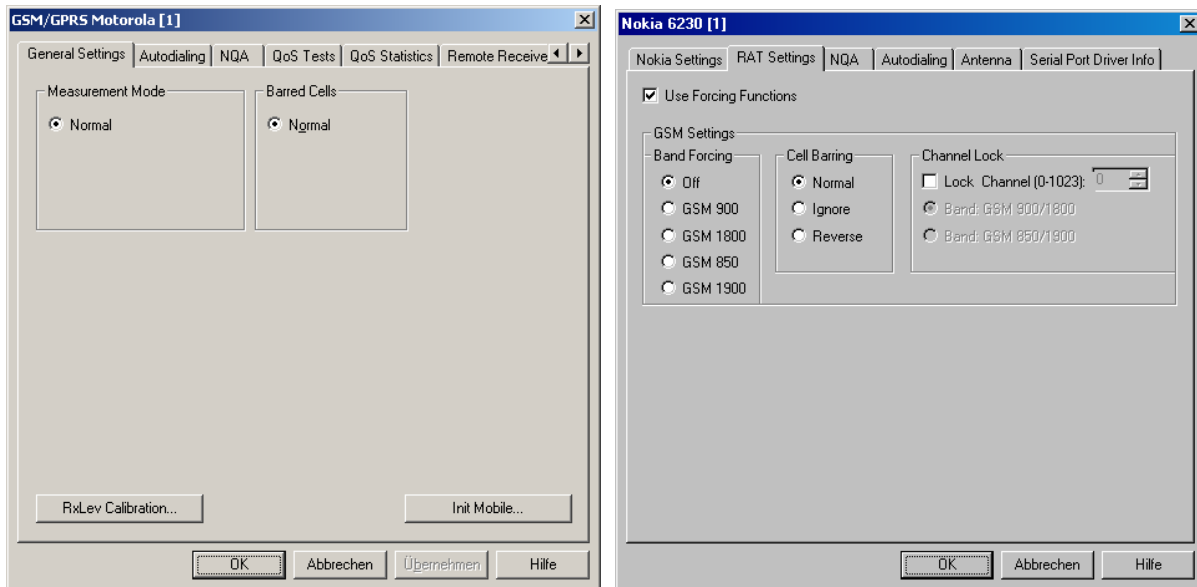 GSM/GPRS Motorola [1]
General Settings Autodialing NQA QoS Tests QoS Statistics Remote Receive
Measurement Mode
Normal
Barred Cells
Normal
RxLev Calibration...
Init Mobile...
OK Abbrechen Übernehmen Hilfe
Nokia 6230 [1]
Nokia Settings RAT Settings NQA Autodialing Antenna Serial Port Driver Info
Use Forcing Functions
GSM Settings
Band Forcing
Off
GSM 900
GSM 1800
GSM 850
GSM 1900
Cell Barring
Normal
Ignore
Reverse
Channel Lock
Lock Channel (0-1023): 0
Band: GSM 900/1800
Band: GSM 850/1900
OK Abbrechen Hilfe